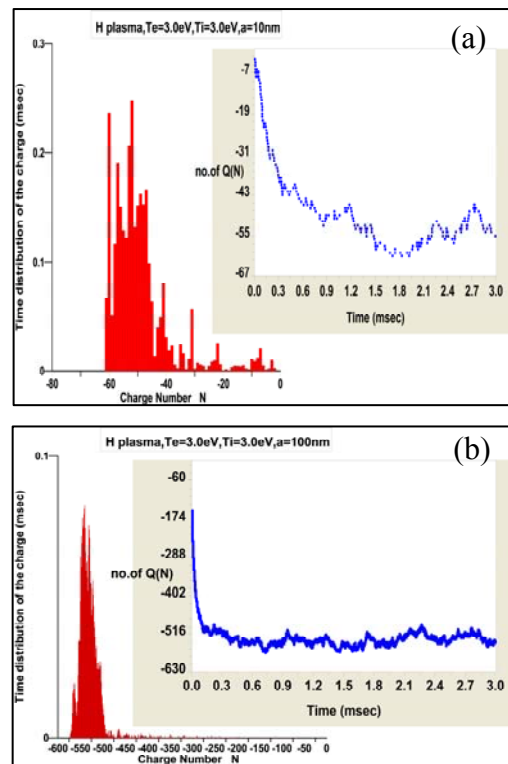 H plasma,Te=3.0eV,Ti=3.0eV,a=10nm
(a)
Time distribution of the charge (msec)
0.3
0.2
0.1
0
-80 -60 -40 -20 0
Charge Number N
no.of Q(N)
-7
-19
-31
-43
-55
-67
0.0 0.3 0.6 0.9 1.2 1.5 1.8 2.1 2.4 2.7 3.0
Time (msec)
H plasma,Te=3.0eV,Ti=3.0eV,a=100nm
(b)
Time distribution of the charge (msec)
0.1
0
-600 -550 -500 -450 -400 -350 -300 -250 -200 -150 -100 -50 0
Charge Number N
no.of Q(N)
-60
-174
-288
-402
-516
-630
0.0 0.3 0.6 0.9 1.2 1.5 1.8 2.1 2.4 2.7 3.0
Time (msec)